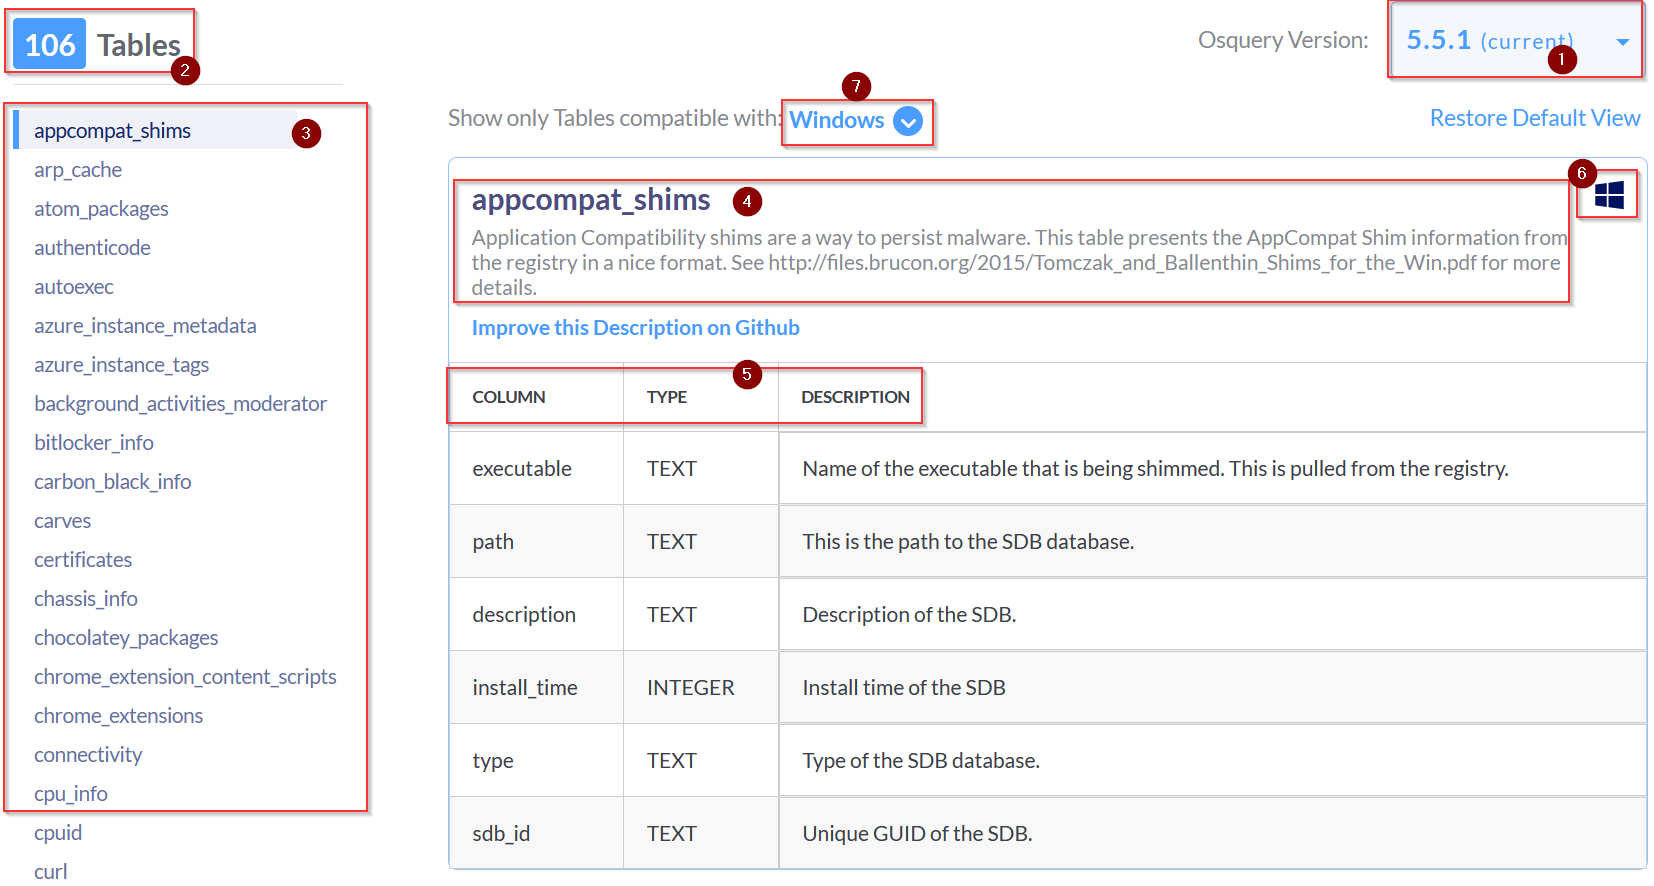 106 Tables
2
Osquery Version:
5.5.1 (current)
1
7
Show only Tables compatible with:
Windows
Restore Default View
appcompat_shims
3
arp_cache
atom_packages
authenticode
autoexec
azure_instance_metadata
azure_instance_tags
background_activities_moderator
bitlocker_info
carbon_black_info
carves
certificates
chassis_info
chocolatey_packages
chrome_extension_content_scripts
chrome_extensions
connectivity
cpu_info
cpuid
curl
appcompat_shims
4
6
Application Compatibility shims are a way to persist malware. This table presents the AppCompat Shim information from
the registry in a nice format. See http://files.brucon.org/2015/Tomczak_and_Ballenthin_Shims_for_the_Win.pdf for more
details.
Improve this Description on Github
5
COLUMN TYPE DESCRIPTION
executable TEXT Name of the executable that is being shimmed. This is pulled from the registry.
path TEXT This is the path to the SDB database.
description TEXT Description of the SDB.
install_time INTEGER Install time of the SDB
type TEXT Type of the SDB database.
sdb_id TEXT Unique GUID of the SDB.